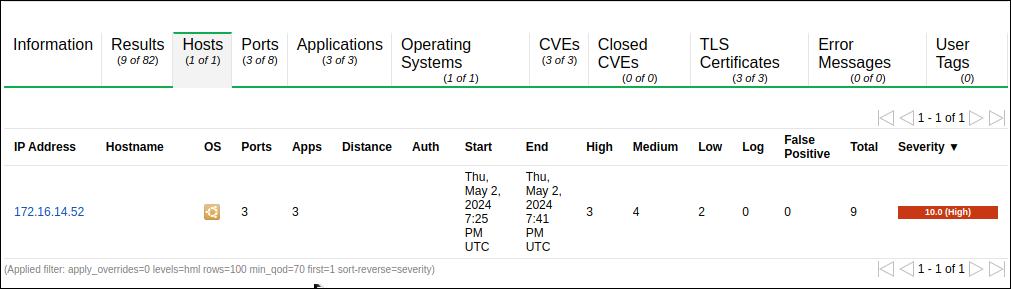 Information Results Hosts Ports Applications Operating Systems CVEs Closed CVEs TLS Certificates Error Messages User Tags
(9 of 82) (1 of 1) (3 of 8) (3 of 3) (1 of 1) (3 of 3) (0 of 0) (3 of 3) (0 of 0) (0)
1 - 1 of 1
IP Address Hostname OS Ports Apps Distance Auth Start End High Medium Low Log False Positive Total Severity ▼
172.16.14.52 3 3 Thu, May 2, 2024 7:25 PM UTC Thu, May 2, 2024 7:41 PM UTC 3 4 2 0 0 9 10.0 (High)
(Applied filter: apply_overrides=0 levels=hml rows=100 min_qod=70 first=1 sort-reverse=severity) 1 - 1 of 1